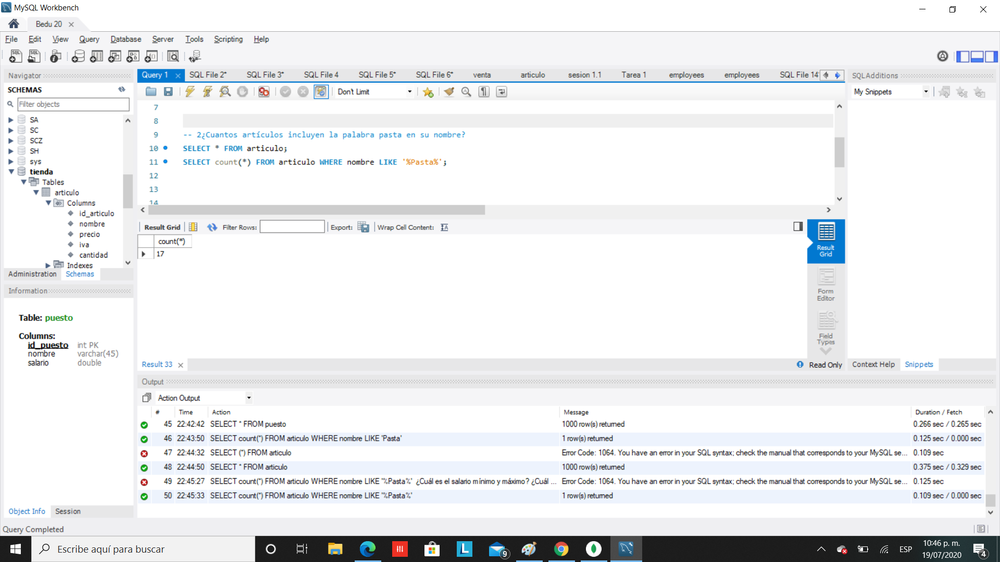 MySQL Workbench
Bedu 20
File Edit View Query Database Server Tools Scripting Help
Navigator
SCHEMAS
Filter objects
SA
SC
SCZ
SH
sys
tienda
Tables
articulo
Columns
id_articulo
nombre
precio
iva
cantidad
Indexes
Administration Schemas
Information
Table: puesto
Columns:
id_puesto int PK
nombre varchar(45)
salario double
Object Info Session
Query 1 SQL File 2* SQL File 3* SQL File 4 SQL File 5* SQL File 6* venta articulo sesion 1.1 Tarea 1 employees employees SQL File 14*
Don't Limit
7
8
9 -- 2¿Cuantos artículos incluyen la palabra pasta en su nombre?
10 SELECT * FROM articulo;
11 SELECT count(*) FROM articulo WHERE nombre LIKE '%Pasta%';
12
13
14
Result Grid Filter Rows: Export: Wrap Cell Content:
count(*)
17
Result Grid
Form Editor
Field Types
Result 33
Read Only
SQLAdditions
My Snippets
Context Help Snippets
Output
Action Output
# Time Action Message Duration / Fetch
45 22:42:42 SELECT * FROM puesto 1000 row(s) returned 0.266 sec / 0.265 sec
46 22:43:50 SELECT count(*) FROM articulo WHERE nombre LIKE 'Pasta' 1 row(s) returned 0.125 sec / 0.000 sec
47 22:44:32 SELECT (*) FROM articulo Error Code: 1064. You have an error in your SQL syntax; check the manual that corresponds to your MySQL se... 0.109 sec
48 22:44:50 SELECT * FROM articulo 1000 row(s) returned 0.375 sec / 0.329 sec
49 22:45:27 SELECT count(*) FROM articulo WHERE nombre LIKE '%Pasta%' ¿Cuál es el salario mínimo y máximo? ¿Cuál ... Error Code: 1064. You have an error in your SQL syntax; check the manual that corresponds to your MySQL se... 0.125 sec
50 22:45:33 SELECT count(*) FROM articulo WHERE nombre LIKE '%Pasta%' 1 row(s) returned 0.109 sec / 0.000 sec
Query Completed
Escribe aquí para buscar
L
9
ESP
10:46 p. m.
19/07/2020
4